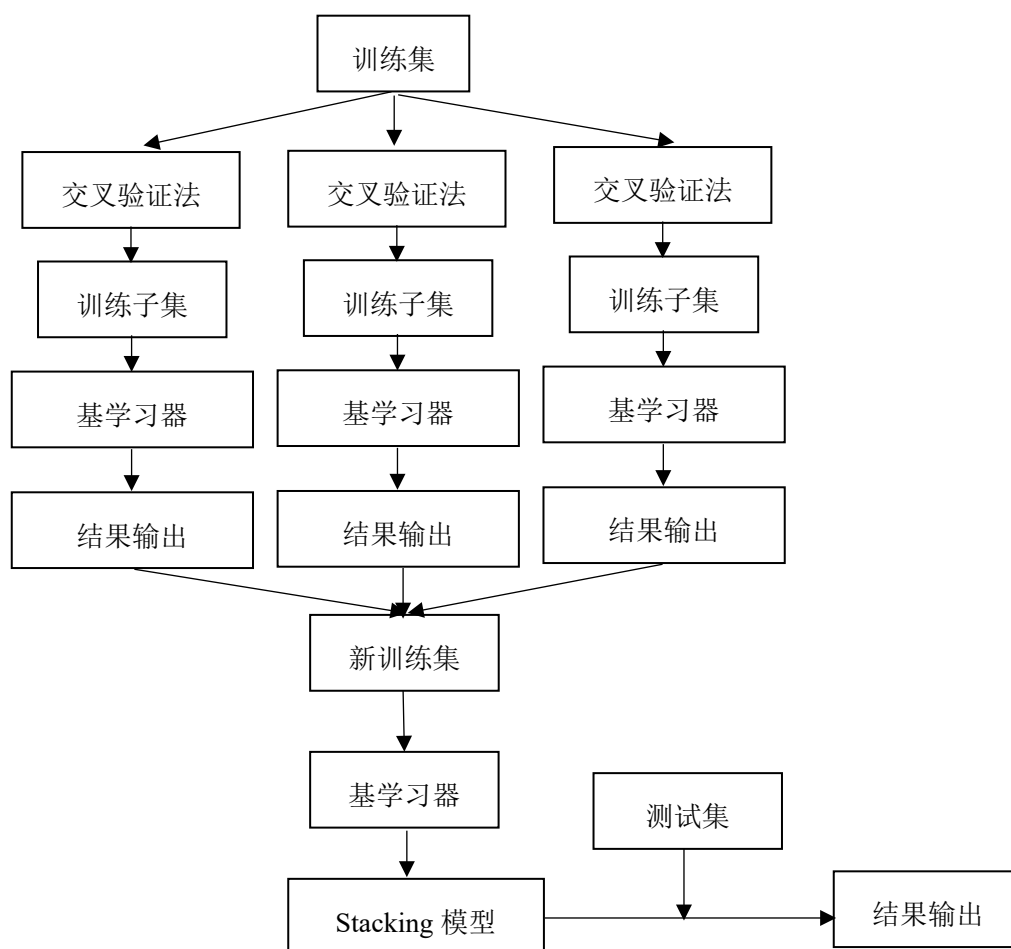 训练集
交叉验证法
交叉验证法
交叉验证法
训练子集
训练子集
训练子集
基学习器
基学习器
基学习器
结果输出
结果输出
结果输出
新训练集
基学习器
测试集
Stacking 模型
结果输出